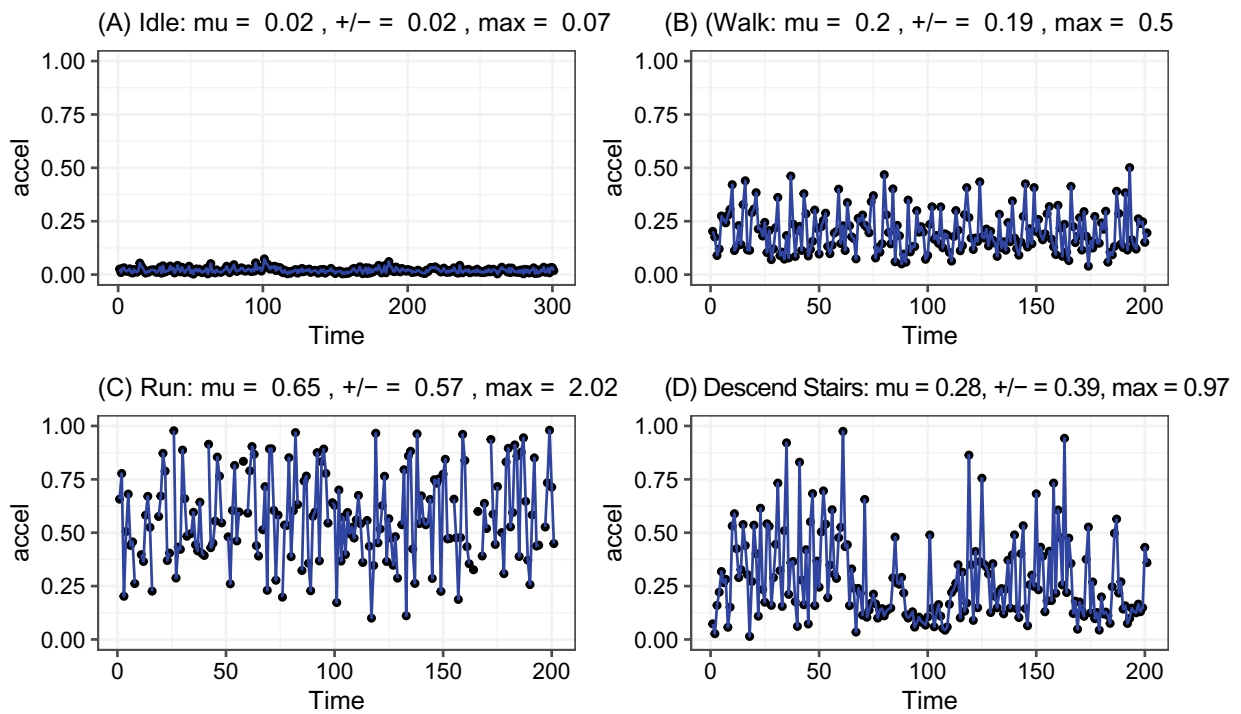 (A) Idle: mu =  0.02 , +/− =  0.02 , max =  0.07
1.00
0.75
0.50
0.25
0.00
accel
0 100 200 300
Time
(B) (Walk: mu =  0.2 , +/− =  0.19 , max =  0.5
1.00
0.75
0.50
0.25
0.00
accel
0 50 100 150 200
Time
(C) Run: mu =  0.65 , +/− =  0.57 , max =  2.02
1.00
0.75
0.50
0.25
0.00
accel
0 50 100 150 200
Time
(D) Descend Stairs: mu = 0.28, +/− = 0.39, max = 0.97
1.00
0.75
0.50
0.25
0.00
accel
0 50 100 150 200
Time